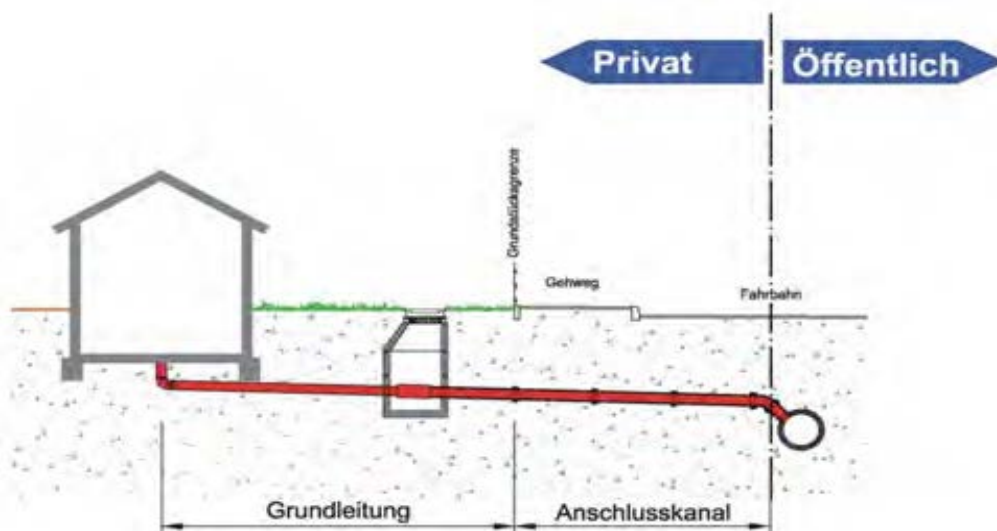 Privat
Öffentlich
Grundstücksgrenze
Gehweg
Fahrbahn
Grundleitung
Anschlusskanal